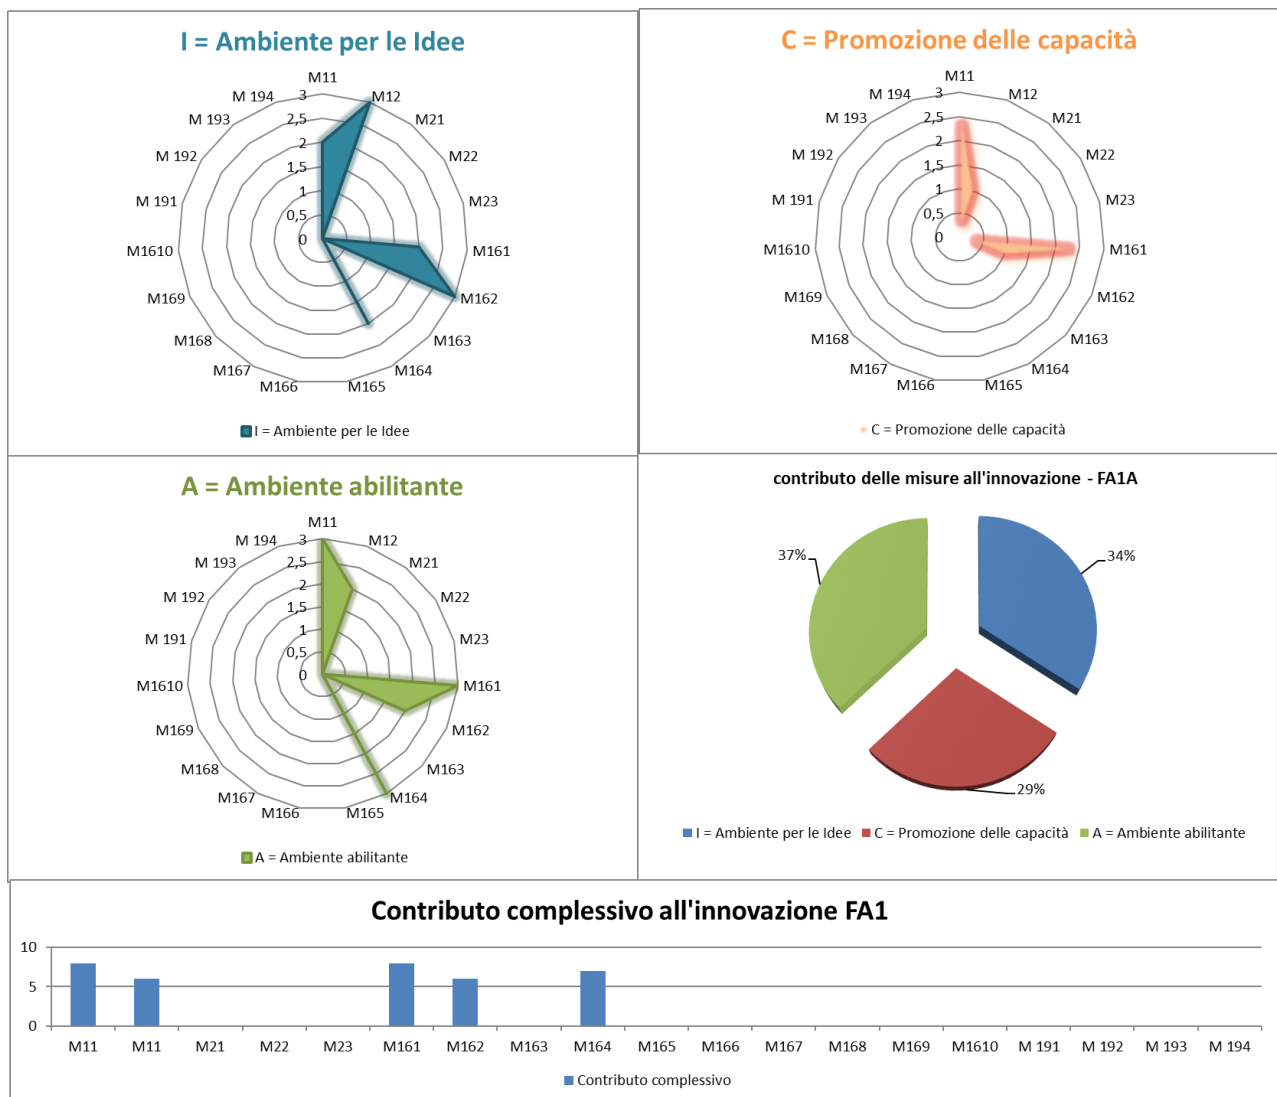 I = Ambiente per le Idee
M11
M12
M21
M22
M23
M161
M162
M163
M164
M165
M166
M167
M168
M169
M1610
M 191
M 192
M 193
M 194
3
2,5
2
1,5
1
0,5
0
I = Ambiente per le Idee
C = Promozione delle capacità
M11
M12
M21
M22
M23
M161
M162
M163
M164
M165
M166
M167
M168
M169
M1610
M 191
M 192
M 193
M 194
3
2,5
2
1,5
1
0,5
0
C = Promozione delle capacità
A = Ambiente abilitante
M11
M12
M21
M22
M23
M161
M162
M163
M164
M165
M166
M167
M168
M169
M1610
M 191
M 192
M 193
M 194
3
2,5
2
1,5
1
0,5
0
A = Ambiente abilitante
contributo delle misure all'innovazione - FA1A
37%
34%
29%
I = Ambiente per le Idee C = Promozione delle capacità A = Ambiente abilitante
Contributo complessivo all'innovazione FA1
10
5
0
M11 M11 M21 M22 M23 M161 M162 M163 M164 M165 M166 M167 M168 M169 M1610 M 191 M 192 M 193 M 194
Contributo complessivo